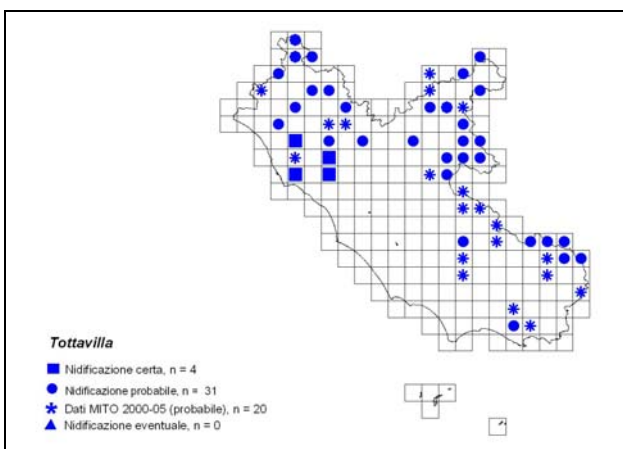 Tottavilla
Nidificazione certa, n = 4
Nidificazione probabile, n = 31
Dati MITO 2000-05 (probabile), n = 20
Nidificazione eventuale, n = 0